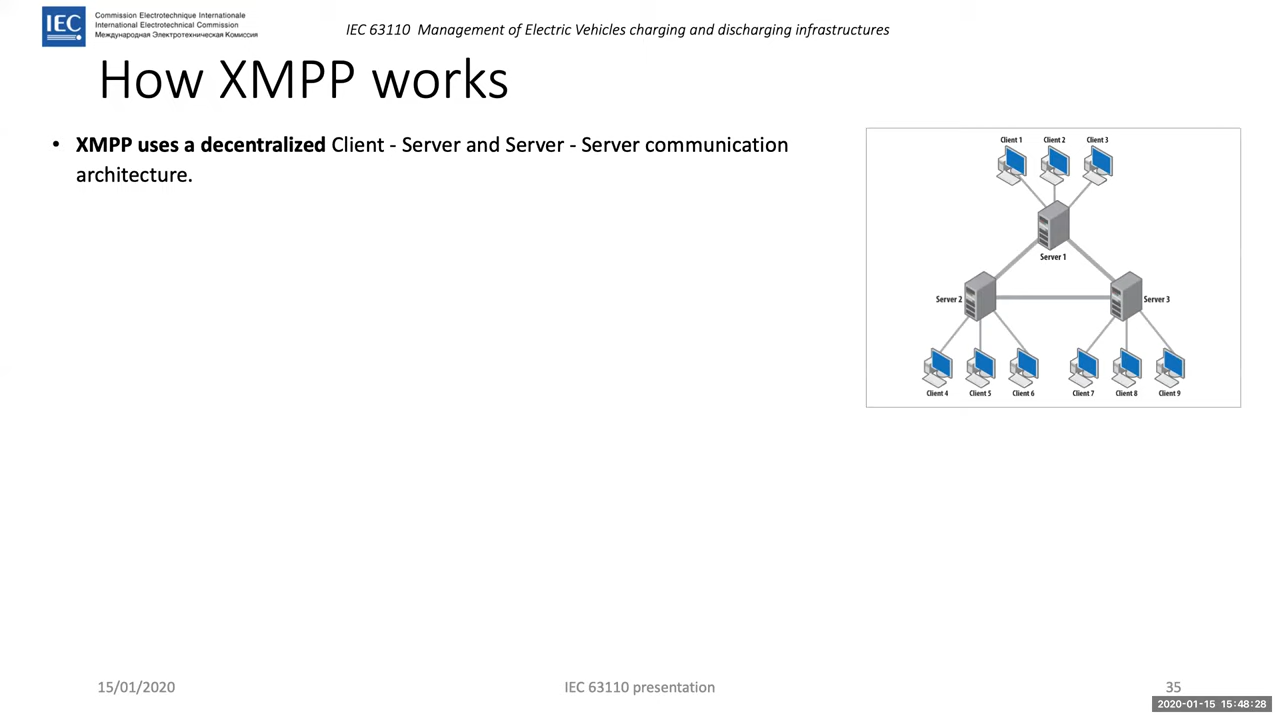 IEC
Commission Electrotechnique Internationale
International Electrotechnical Commission
Международная Электротехническая Комиссия
IEC 63110 Management of Electric Vehicles charging and discharging infrastructures
How XMPP works
• XMPP uses a decentralized Client - Server and Server - Server communication
architecture.
Client 1 Client 2 Client 3
Server 1
Server 2 Server 3
Client 4 Client 5 Client 6 Client 7 Client 8 Client 9
15/01/2020 IEC 63110 presentation 35
2020-01-15 15:48:28